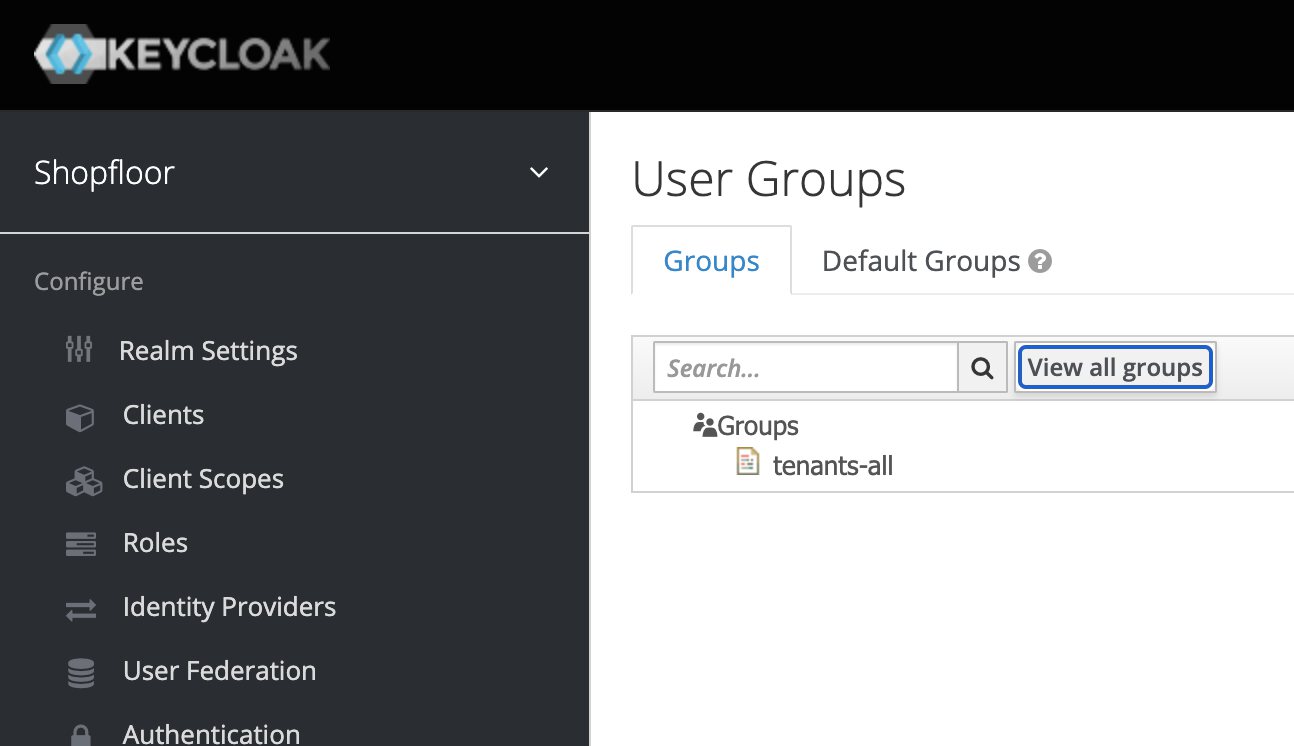 KEYCLOAK
Shopfloor
Configure
Realm Settings
Clients
Client Scopes
Roles
Identity Providers
User Federation
Authentication
User Groups
Groups
Default Groups ?
Search...
View all groups
Groups
tenants-all